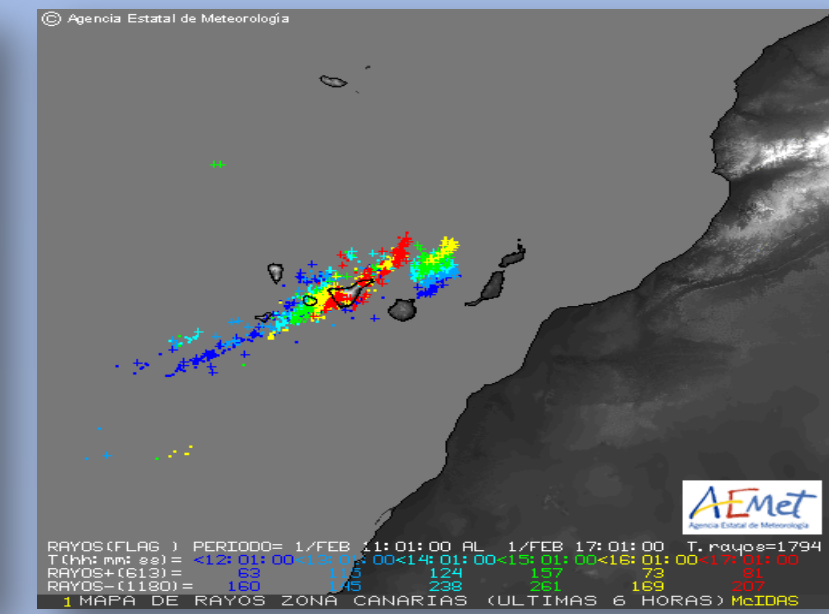 © Agencia Estatal de Meteorología
AEMet
Agencia Estatal de Meteorología
RAYOS(FLAG ) PERIODO= 1/FEB 11:01:00 AL 1/FEB 17:01:00 T.rayos=1794
T(hh:mm:ss)= <12:01:00<13:01:00<14:01:00<15:01:00<16:01:00<17:01:00
RAYOS+(613)= 63 115 124 157 73 81
RAYOS-(1180)= 160 145 238 261 169 207
1 MAPA DE RAYOS ZONA CANARIAS (ULTIMAS 6 HORAS) McIDAS